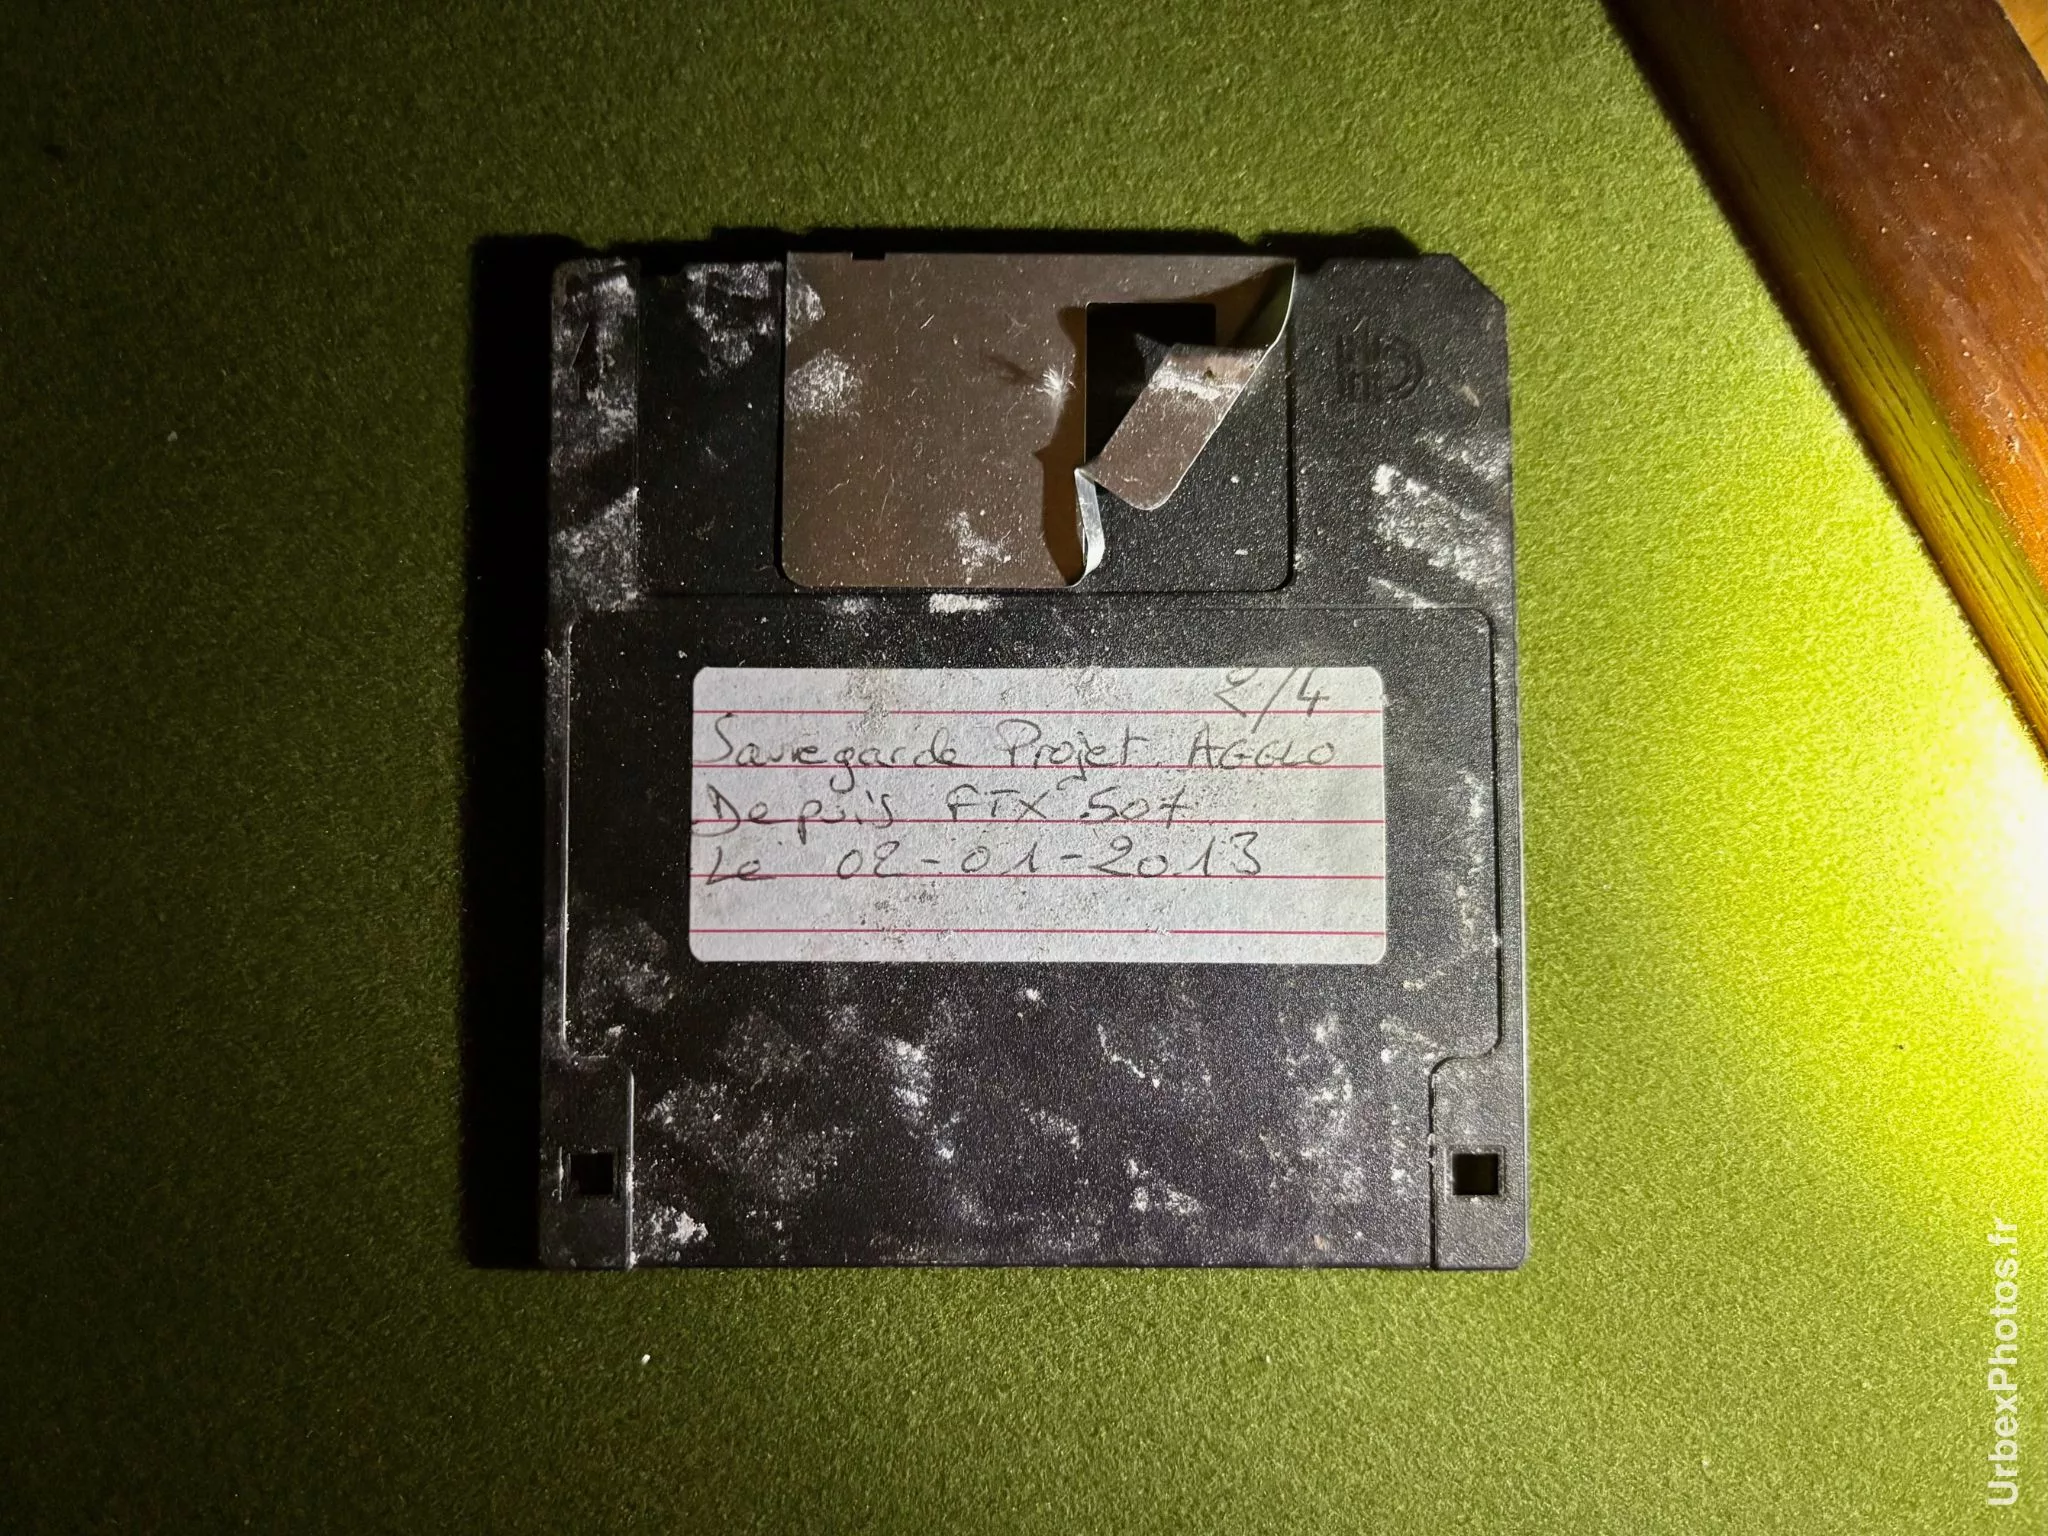 HD
2/4
Sauvegarde Projet AGGLO
Depuis FTX 507
Le 02-01-2013
UrbexPhotos.fr